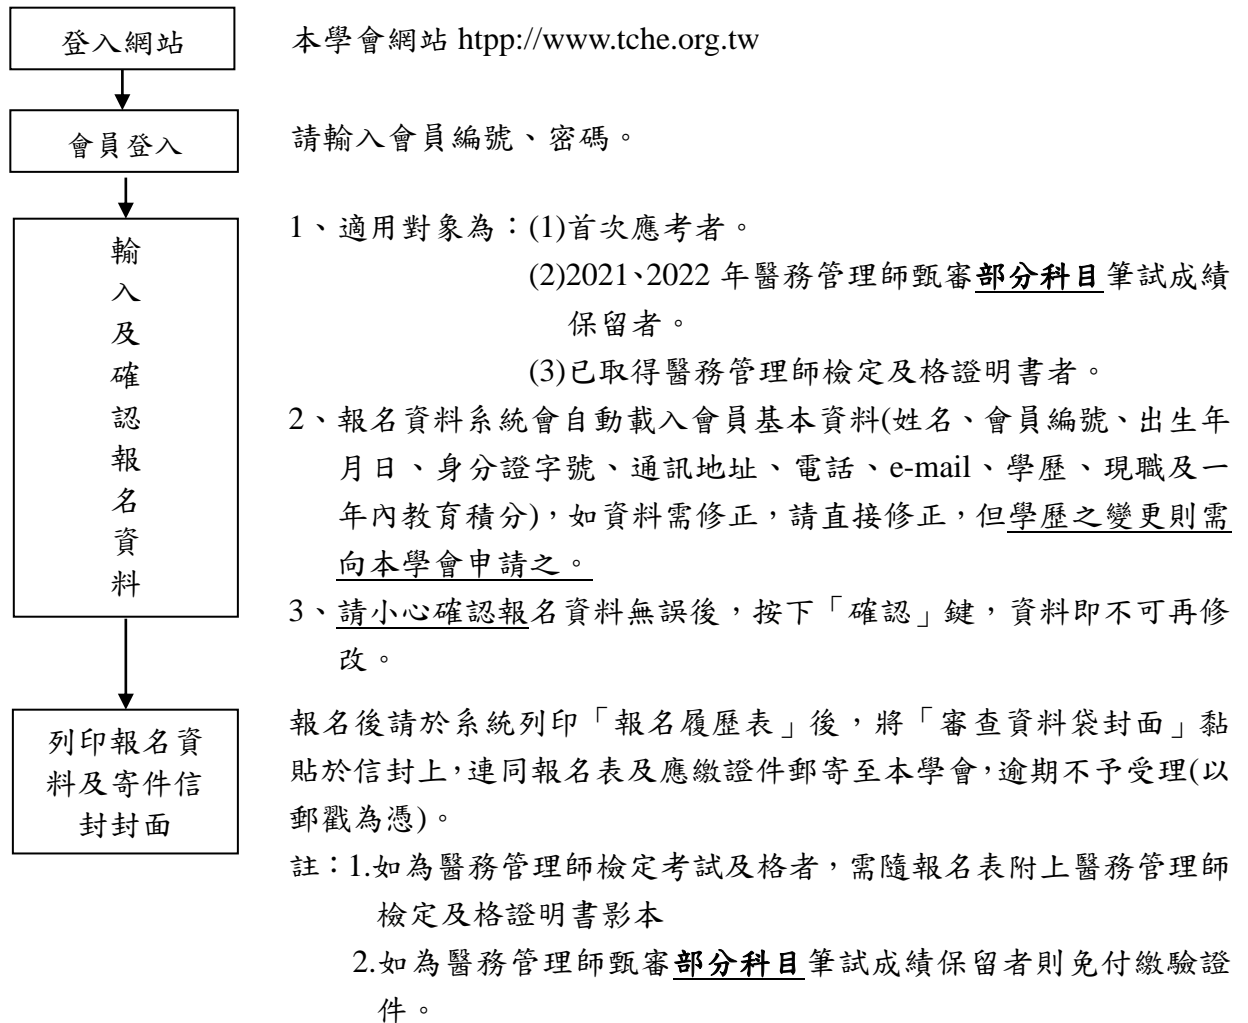 登入網站
本學會網站 htpp://www.tche.org.tw
會員登入
請輸入會員編號、密碼。
輸入及確認報名資料
1、適用對象為：(1)首次應考者。
(2)2021、2022 年醫務管理師甄審部分科目筆試成績
保留者。
(3)已取得醫務管理師檢定及格證明書者。
2、報名資料系統會自動載入會員基本資料(姓名、會員編號、出生年
月日、身分證字號、通訊地址、電話、e-mail、學歷、現職及一
年內教育積分)，如資料需修正，請直接修正，但學歷之變更則需
向本學會申請之。
3、請小心確認報名資料無誤後，按下「確認」鍵，資料即不可再修
改。
列印報名資
料及寄件信
封封面
報名後請於系統列印「報名履歷表」後，將「審查資料袋封面」黏
貼於信封上，連同報名表及應繳證件郵寄至本學會，逾期不予受理(以
郵戳為憑)。
註：1.如為醫務管理師檢定考試及格者，需隨報名表附上醫務管理師
檢定及格證明書影本
2.如為醫務管理師甄審部分科目筆試成績保留者則免付繳驗證
件。